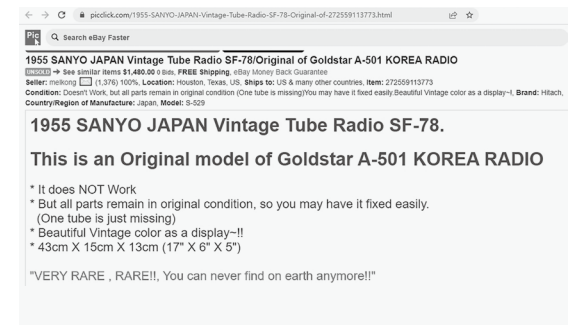 picclick.com/1955-SANYO-JAPAN-Vintage-Tube-Radio-SF-78-Original-of-272559113773.html
Pic Search eBay Faster
1955 SANYO JAPAN Vintage Tube Radio SF-78/Original of Goldstar A-501 KOREA RADIO
UNSOLD → See similar items $1,480.00 0 Bids, FREE Shipping, eBay Money Back Guarantee
Seller: melkong (1,376) 100%, Location: Houston, Texas, US, Ships to: US & many other countries, Item: 272559113773
Condition: Doesn't Work, but all parts remain in original condition (One tube is missing)You may have it fixed easily.Beautiful Vintage color as a display~!, Brand: Hitach,
Country/Region of Manufacture: Japan, Model: S-529
1955 SANYO JAPAN Vintage Tube Radio SF-78.
This is an Original model of Goldstar A-501 KOREA RADIO
* It does NOT Work
* But all parts remain in original condition, so you may have it fixed easily.
(One tube is just missing)
* Beautiful Vintage color as a display~!!
* 43cm X 15cm X 13cm (17" X 6" X 5")
"VERY RARE , RARE!!, You can never find on earth anymore!!"